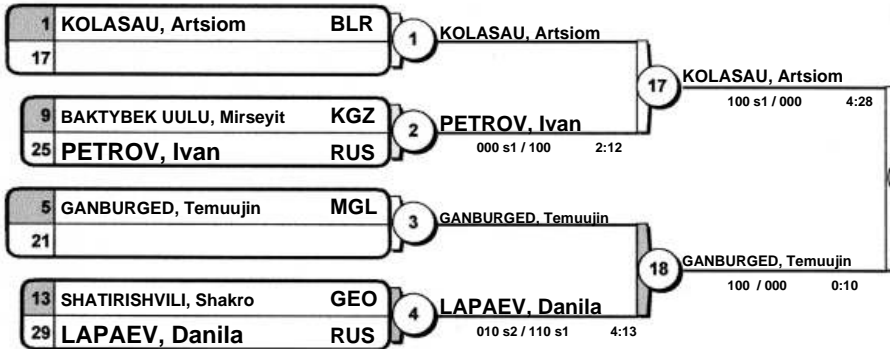 1 KOLASAU, Artsiom BLR
17
1 KOLASAU, Artsiom
9 BAKTYBEK UULU, Mirseyit KGZ
25 PETROV, Ivan RUS
2 PETROV, Ivan
000 s1 / 100 2:12
17 KOLASAU, Artsiom
100 s1 / 000 4:28
5 GANBURGED, Temuujin MGL
21
3 GANBURGED, Temuujin
13 SHATIRISHVILI, Shakro GEO
29 LAPAEV, Danila RUS
4 LAPAEV, Danila
010 s2 / 110 s1 4:13
18 GANBURGED, Temuujin
100 / 000 0:10